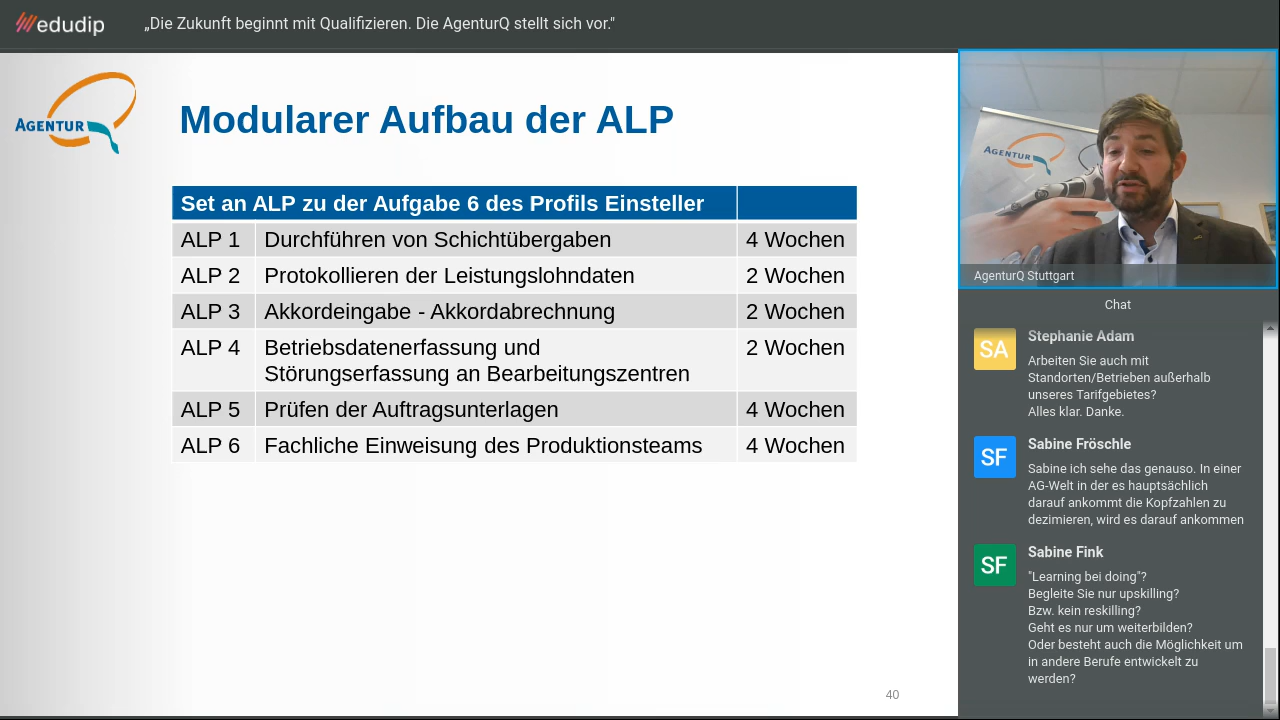 edudip
„Die Zukunft beginnt mit Qualifizieren. Die AgenturQ stellt sich vor."
AGENTUR
Modularer Aufbau der ALP
Set an ALP zu der Aufgabe 6 des Profils Einsteller
ALP 1 Durchführen von Schichtübergaben 4 Wochen
ALP 2 Protokollieren der Leistungslohndaten 2 Wochen
ALP 3 Akkordeingabe - Akkordabrechnung 2 Wochen
ALP 4 Betriebsdatenerfassung und 2 Wochen
Störungserfassung an Bearbeitungszentren
ALP 5 Prüfen der Auftragsunterlagen 4 Wochen
ALP 6 Fachliche Einweisung des Produktionsteams 4 Wochen
40
AGENTUR
AgenturQ Stuttgart
Chat
SA
Stephanie Adam
Arbeiten Sie auch mit
Standorten/Betrieben außerhalb
unseres Tarifgebietes?
Alles klar. Danke.
SF
Sabine Fröschle
Sabine ich sehe das genauso. In einer
AG-Welt in der es hauptsächlich
darauf ankommt die Kopfzahlen zu
dezimieren, wird es darauf ankommen
SF
Sabine Fink
"Learning bei doing"?
Begleite Sie nur upskilling?
Bzw. kein reskilling?
Geht es nur um weiterbilden?
Oder besteht auch die Möglichkeit um
in andere Berufe entwickelt zu
werden?